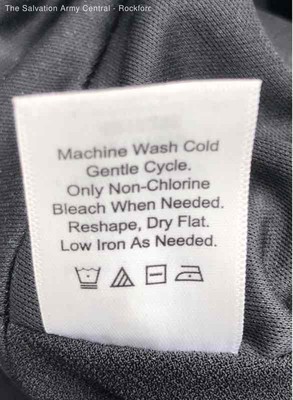 The Salvation Army Central - Rockford
Machine Wash Cold
Gentle Cycle.
Only Non-Chlorine
Bleach When Needed.
Reshape, Dry Flat.
Low Iron As Needed.